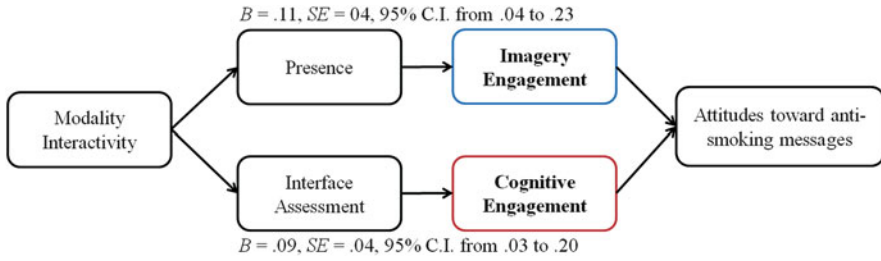 B = .11, SE = 04, 95% C.I. from .04 to .23
Presence
Imagery
Engagement
Modality
Interactivity
Attitudes toward anti-
smoking messages
Interface
Assessment
Cognitive
Engagement
B = .09, SE = .04, 95% C.I. from .03 to .20